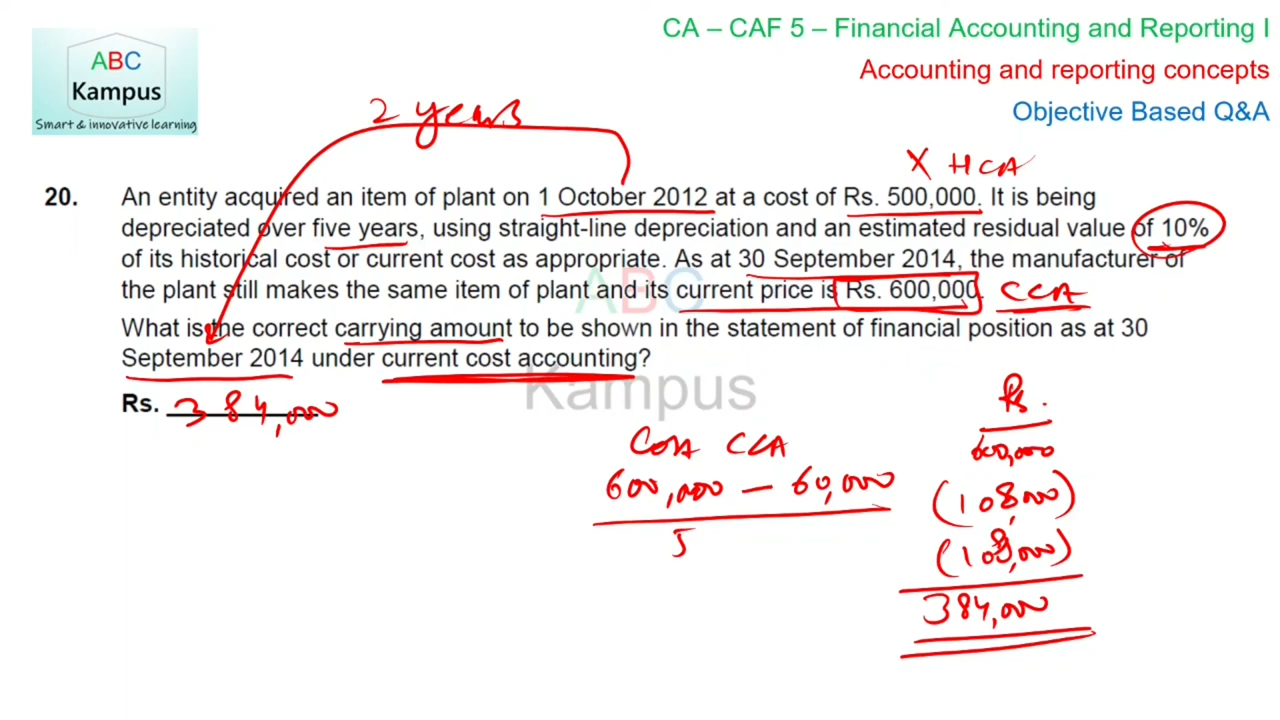 CA – CAF 5 – Financial Accounting and Reporting I
ABC
Kampus
Smart & innovative learning
Accounting and reporting concepts
Objective Based Q&A
2 years
X HCA
20. An entity acquired an item of plant on 1 October 2012 at a cost of Rs. 500,000. It is being
depreciated over five years, using straight-line depreciation and an estimated residual value of 10%
of its historical cost or current cost as appropriate. As at 30 September 2014, the manufacturer of
the plant still makes the same item of plant and its current price is Rs. 600,000. CCA
What is the correct carrying amount to be shown in the statement of financial position as at 30
September 2014 under current cost accounting?
ABC
Kampus
Rs. 384,000
Rs.
Cost CCA
600,000
600,000 – 60,000
(108,000)
5
(108,000)
384,000